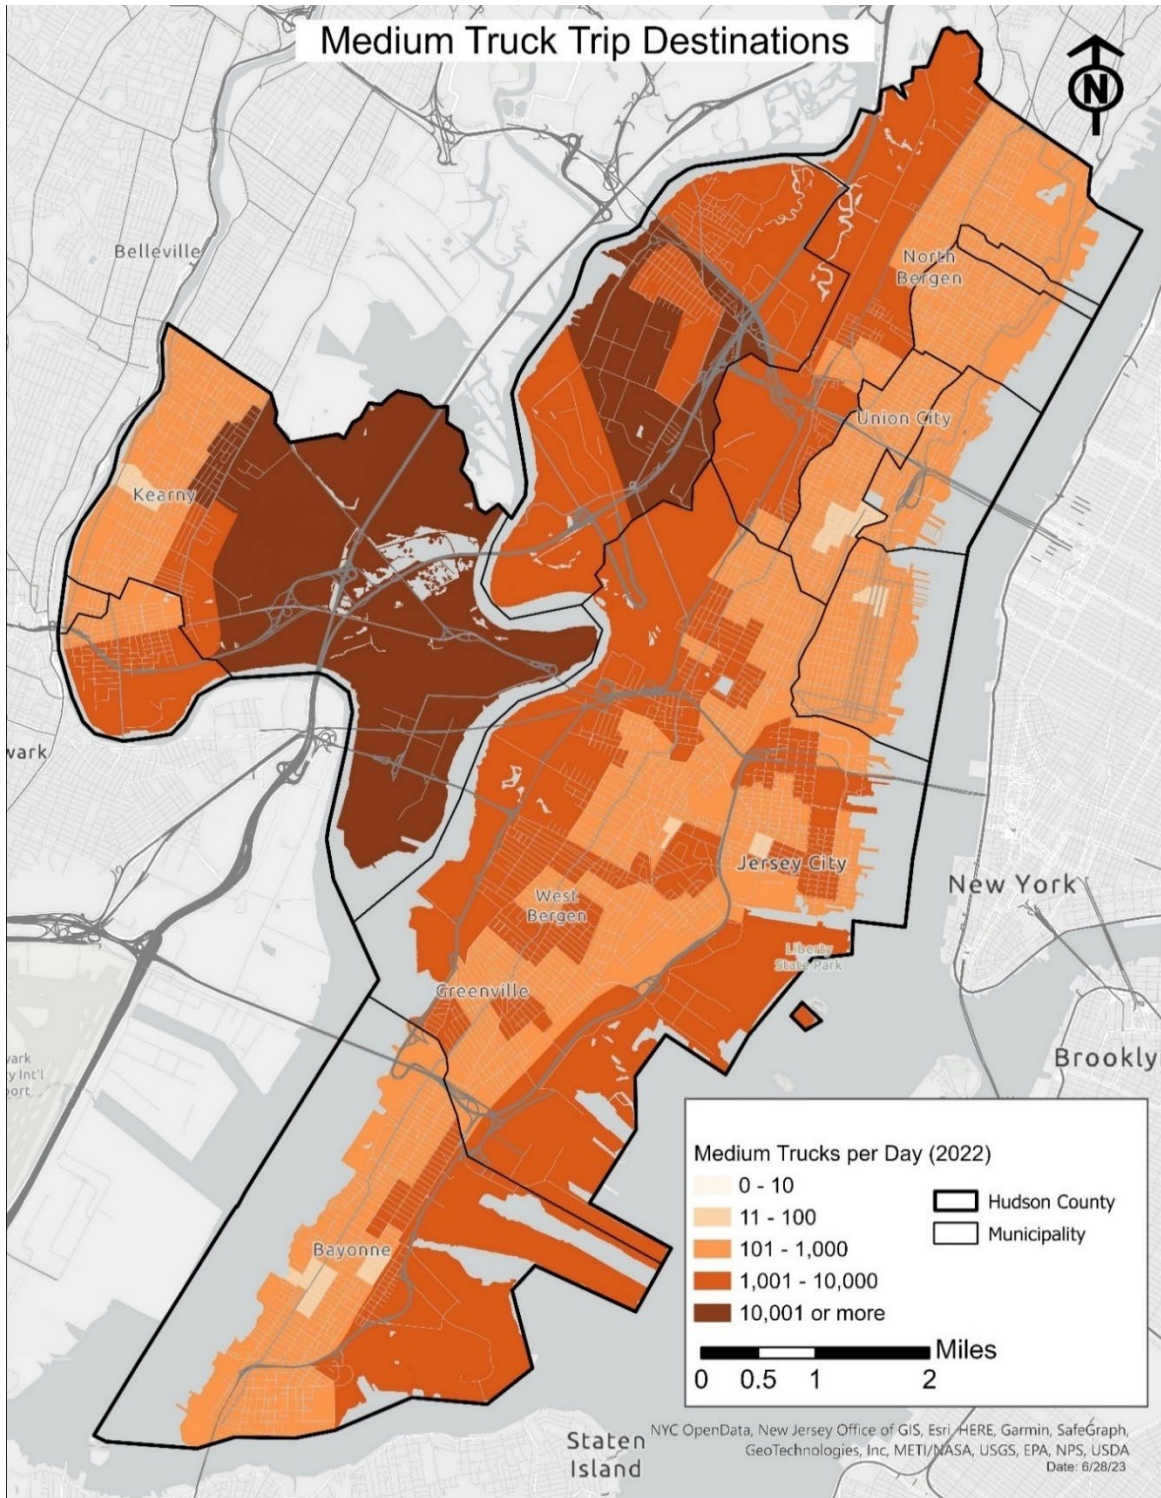 Medium Truck Trip Destinations
N
Belleville
North
Bergen
Union City
Kearny
wark
Jersey City
New York
West
Bergen
Liberty
State Park
Greenville
wark
y Int'l
port
Brookly
Bayonne
Medium Trucks per Day (2022)
0 - 10
11 - 100
101 - 1,000
1,001 - 10,000
10,001 or more
Hudson County
Municipality
Miles
0 0.5 1 2
Staten
Island
NYC OpenData, New Jersey Office of GIS, Esri, HERE, Garmin, SafeGraph,
GeoTechnologies, Inc, METI/NASA, USGS, EPA, NPS, USDA
Date: 6/28/23